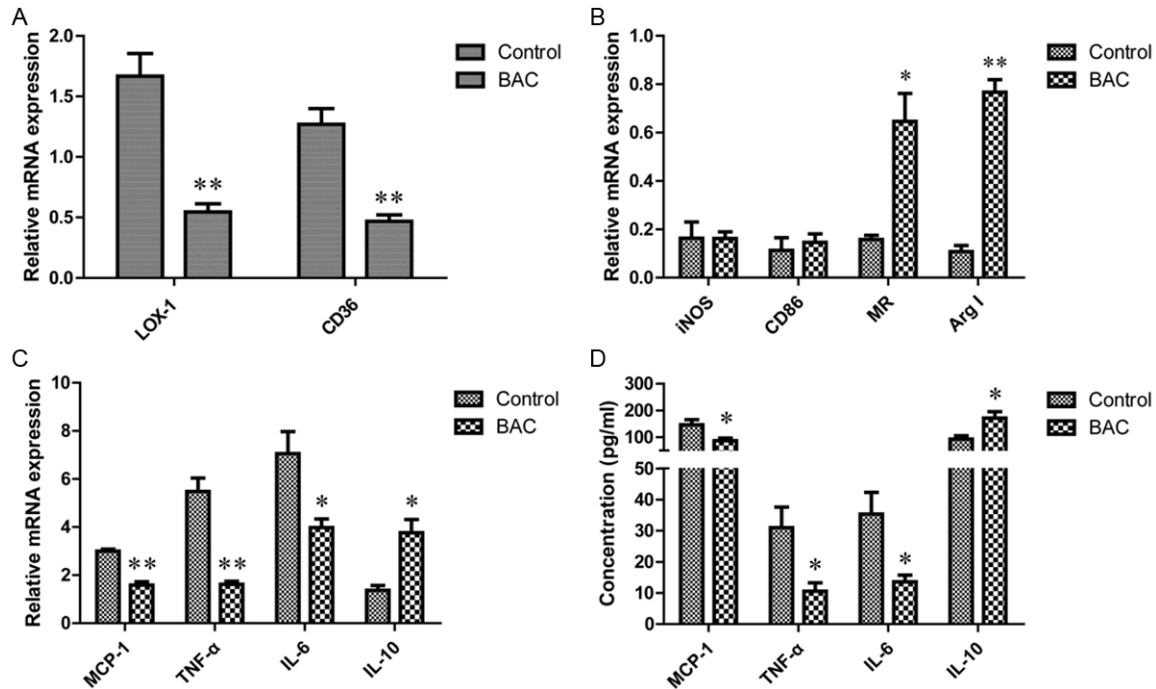 A
Relative mRNA expression
2.0
1.5
1.0
0.5
0.0
**
**
LOX-1
CD36
Control
BAC
B
Relative mRNA expression
1.0
0.8
0.6
0.4
0.2
0.0
*
**
iNOS
CD86
MR
Arg I
Control
BAC
C
Relative mRNA expression
10
8
6
4
2
0
**
**
*
*
MCP-1
TNF-α
IL-6
IL-10
Control
BAC
D
Concentration (pg/ml)
300
200
100
50
40
30
20
10
0
*
*
*
*
MCP-1
TNF-α
IL-6
IL-10
Control
BAC